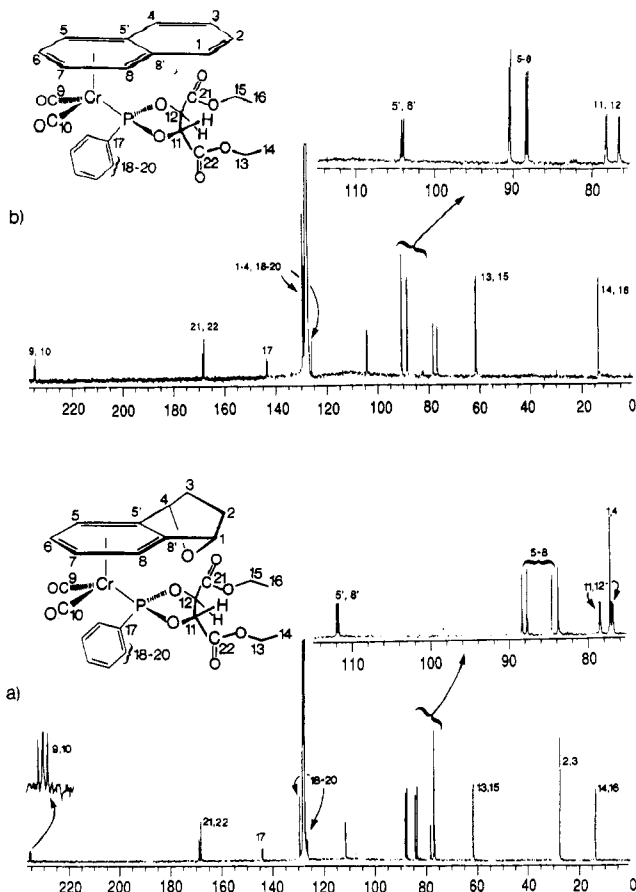 4 3
5 5' 2
6 1
7 8 8'
9 O 15
OC Cr O 21 O 16
OC P 12 H
10 O H
17 11 O 14
22 13
18-20 O
5-8
5', 8'
11, 12
110 100 90 80
b)
1-4, 18-20
13, 15
14, 16
9, 10
21, 22
17
220 200 180 160 140 120 100 80 60 40 20 0
3
4
5 5' 2
6 8' 1
7 8 O
9 O 15
OC Cr O 21 O 16
OC P 12 H
10 O H
17 11 O 14
22 13
18-20 O
1,4
5-8
5', 8'
11,12
110 100 90 80
a)
9,10
18-20
2,3
13,15
14,16
21,22
17
220 200 180 160 140 120 100 80 60 40 20 0